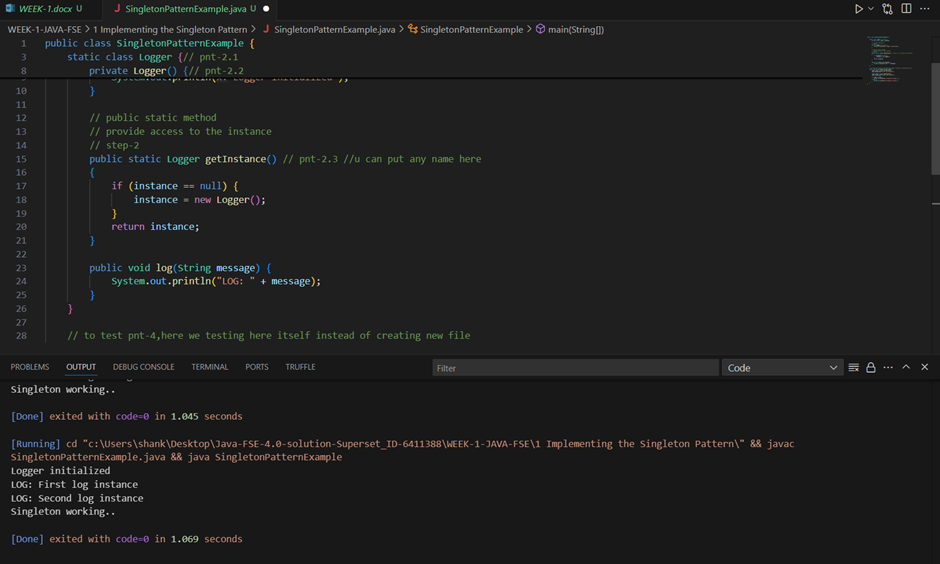 WEEK-1.docx U
J SingletonPatternExample.java U
WEEK-1-JAVA-FSE > 1 Implementing the Singleton Pattern > J SingletonPatternExample.java > SingletonPatternExample > main(String[])
1 public class SingletonPatternExample {
3 static class Logger {// pnt-2.1
8 private Logger() {// pnt-2.2
10 }
11
12 // public static method
13 // provide access to the instance
14 // step-2
15 public static Logger getInstance() // pnt-2.3 //u can put any name here
16 {
17 if (instance == null) {
18 instance = new Logger();
19 }
20 return instance;
21 }
22
23 public void log(String message) {
24 System.out.println("LOG: " + message);
25 }
26 }
27
28 // to test pnt-4,here we testing here itself instead of creating new file
PROBLEMS OUTPUT DEBUG CONSOLE TERMINAL PORTS TRUFFLE Filter Code
Singleton working..
[Done] exited with code=0 in 1.045 seconds
[Running] cd "c:\Users\shank\Desktop\Java-FSE-4.0-solution-Superset_ID-6411388\WEEK-1-JAVA-FSE\1 Implementing the Singleton Pattern\" && javac
SingletonPatternExample.java && java SingletonPatternExample
Logger initialized
LOG: First log instance
LOG: Second log instance
Singleton working..
[Done] exited with code=0 in 1.069 seconds